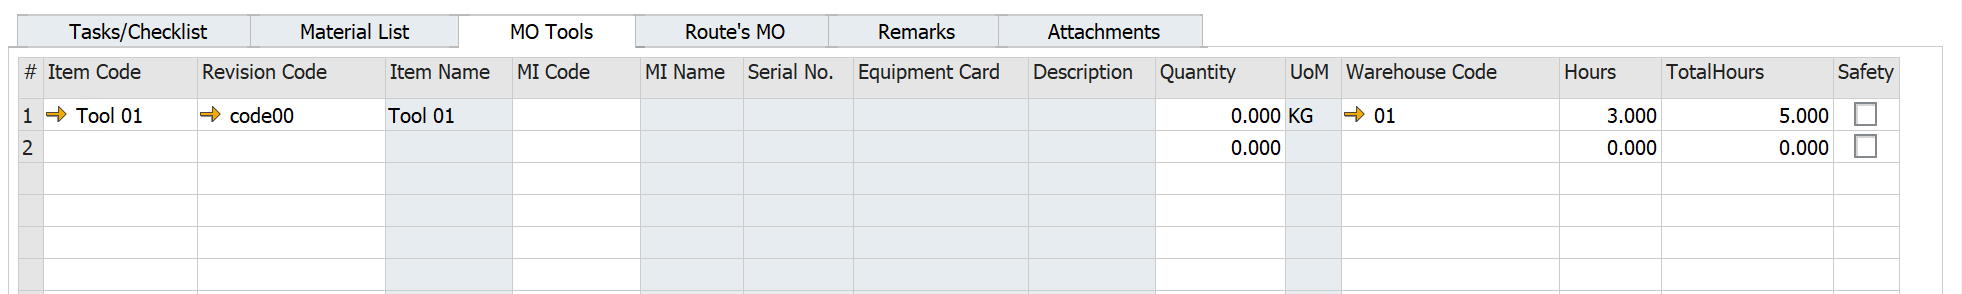 Tasks/Checklist Material List MO Tools Route's MO Remarks Attachments
# Item Code Revision Code Item Name MI Code MI Name Serial No. Equipment Card Description Quantity UoM Warehouse Code Hours TotalHours Safety
1 Tool 01 code00 Tool 01 0.000 KG 01 3.000 5.000
2 0.000 0.000 0.000